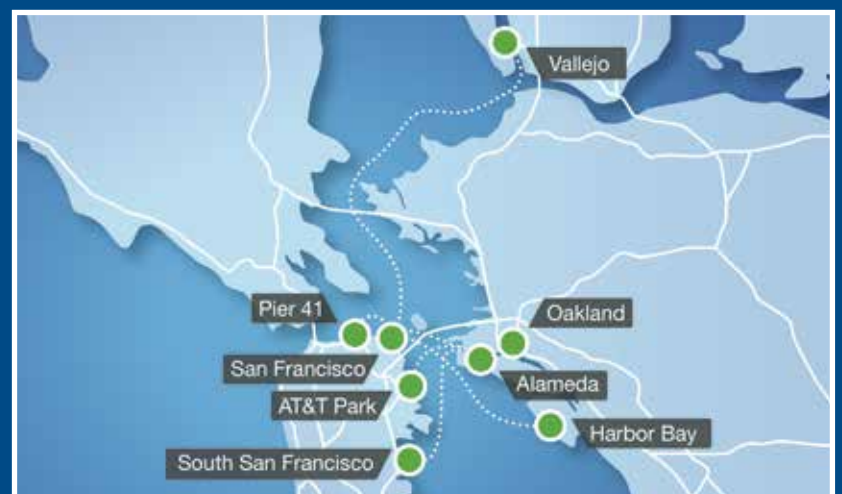 Vallejo
Pier 41
Oakland
San Francisco
Alameda
AT&T Park
Harbor Bay
South San Francisco